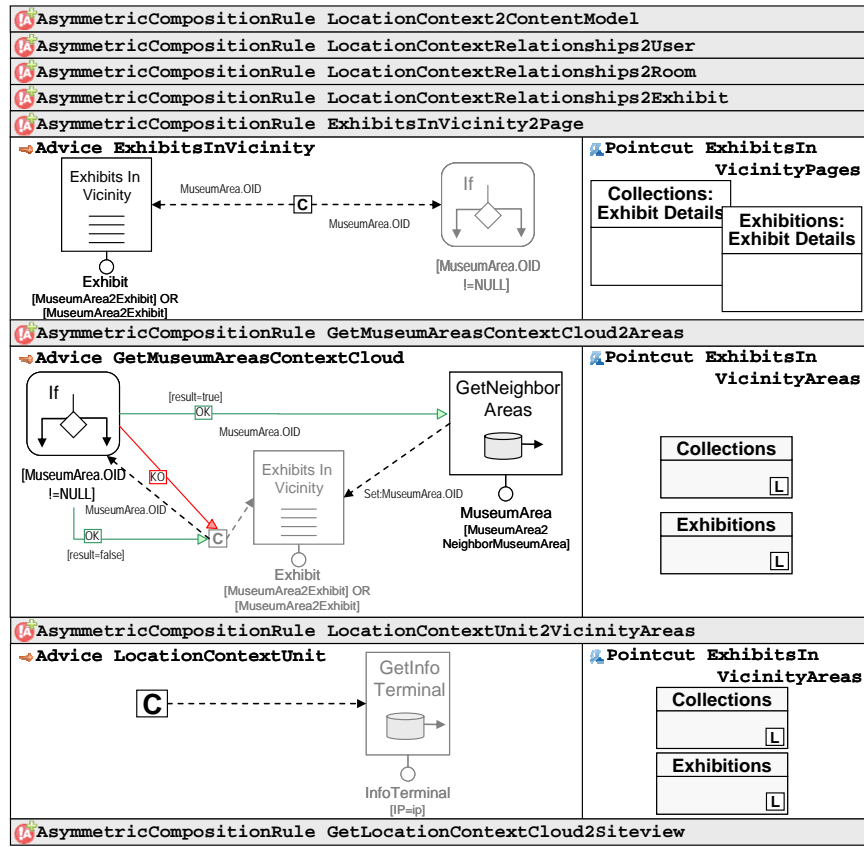 AsymmetricCompositionRule LocationContext2ContentModel
AsymmetricCompositionRule LocationContextRelationships2User
AsymmetricCompositionRule LocationContextRelationships2Room
AsymmetricCompositionRule LocationContextRelationships2Exhibit
AsymmetricCompositionRule ExhibitsInVicinity2Page
Advice ExhibitsInVicinity
Exhibits In
Vicinity
MuseumArea.OID
C
MuseumArea.OID
If
[MuseumArea.OID
!=NULL]
Exhibit
[MuseumArea2Exhibit] OR
[MuseumArea2Exhibit]
Pointcut ExhibitsIn
VicinityPages
Collections:
Exhibit Details
Exhibitions:
Exhibit Details
AsymmetricCompositionRule GetMuseumAreasContextCloud2Areas
Advice GetMuseumAreasContextCloud
If
[result=true]
OK
MuseumArea.OID
GetNeighbor
Areas
[MuseumArea.OID
!=NULL]
KO
MuseumArea.OID
OK
[result=false]
C
Exhibits In
Vicinity
Set:MuseumArea.OID
Exhibit
[MuseumArea2Exhibit] OR
[MuseumArea2Exhibit]
MuseumArea
[MuseumArea2
NeighborMuseumArea]
Pointcut ExhibitsIn
VicinityAreas
Collections
L
Exhibitions
L
AsymmetricCompositionRule LocationContextUnit2VicinityAreas
Advice LocationContextUnit
C
GetInfo
Terminal
InfoTerminal
[IP=ip]
Pointcut ExhibitsIn
VicinityAreas
Collections
L
Exhibitions
L
AsymmetricCompositionRule GetLocationContextCloud2Siteview